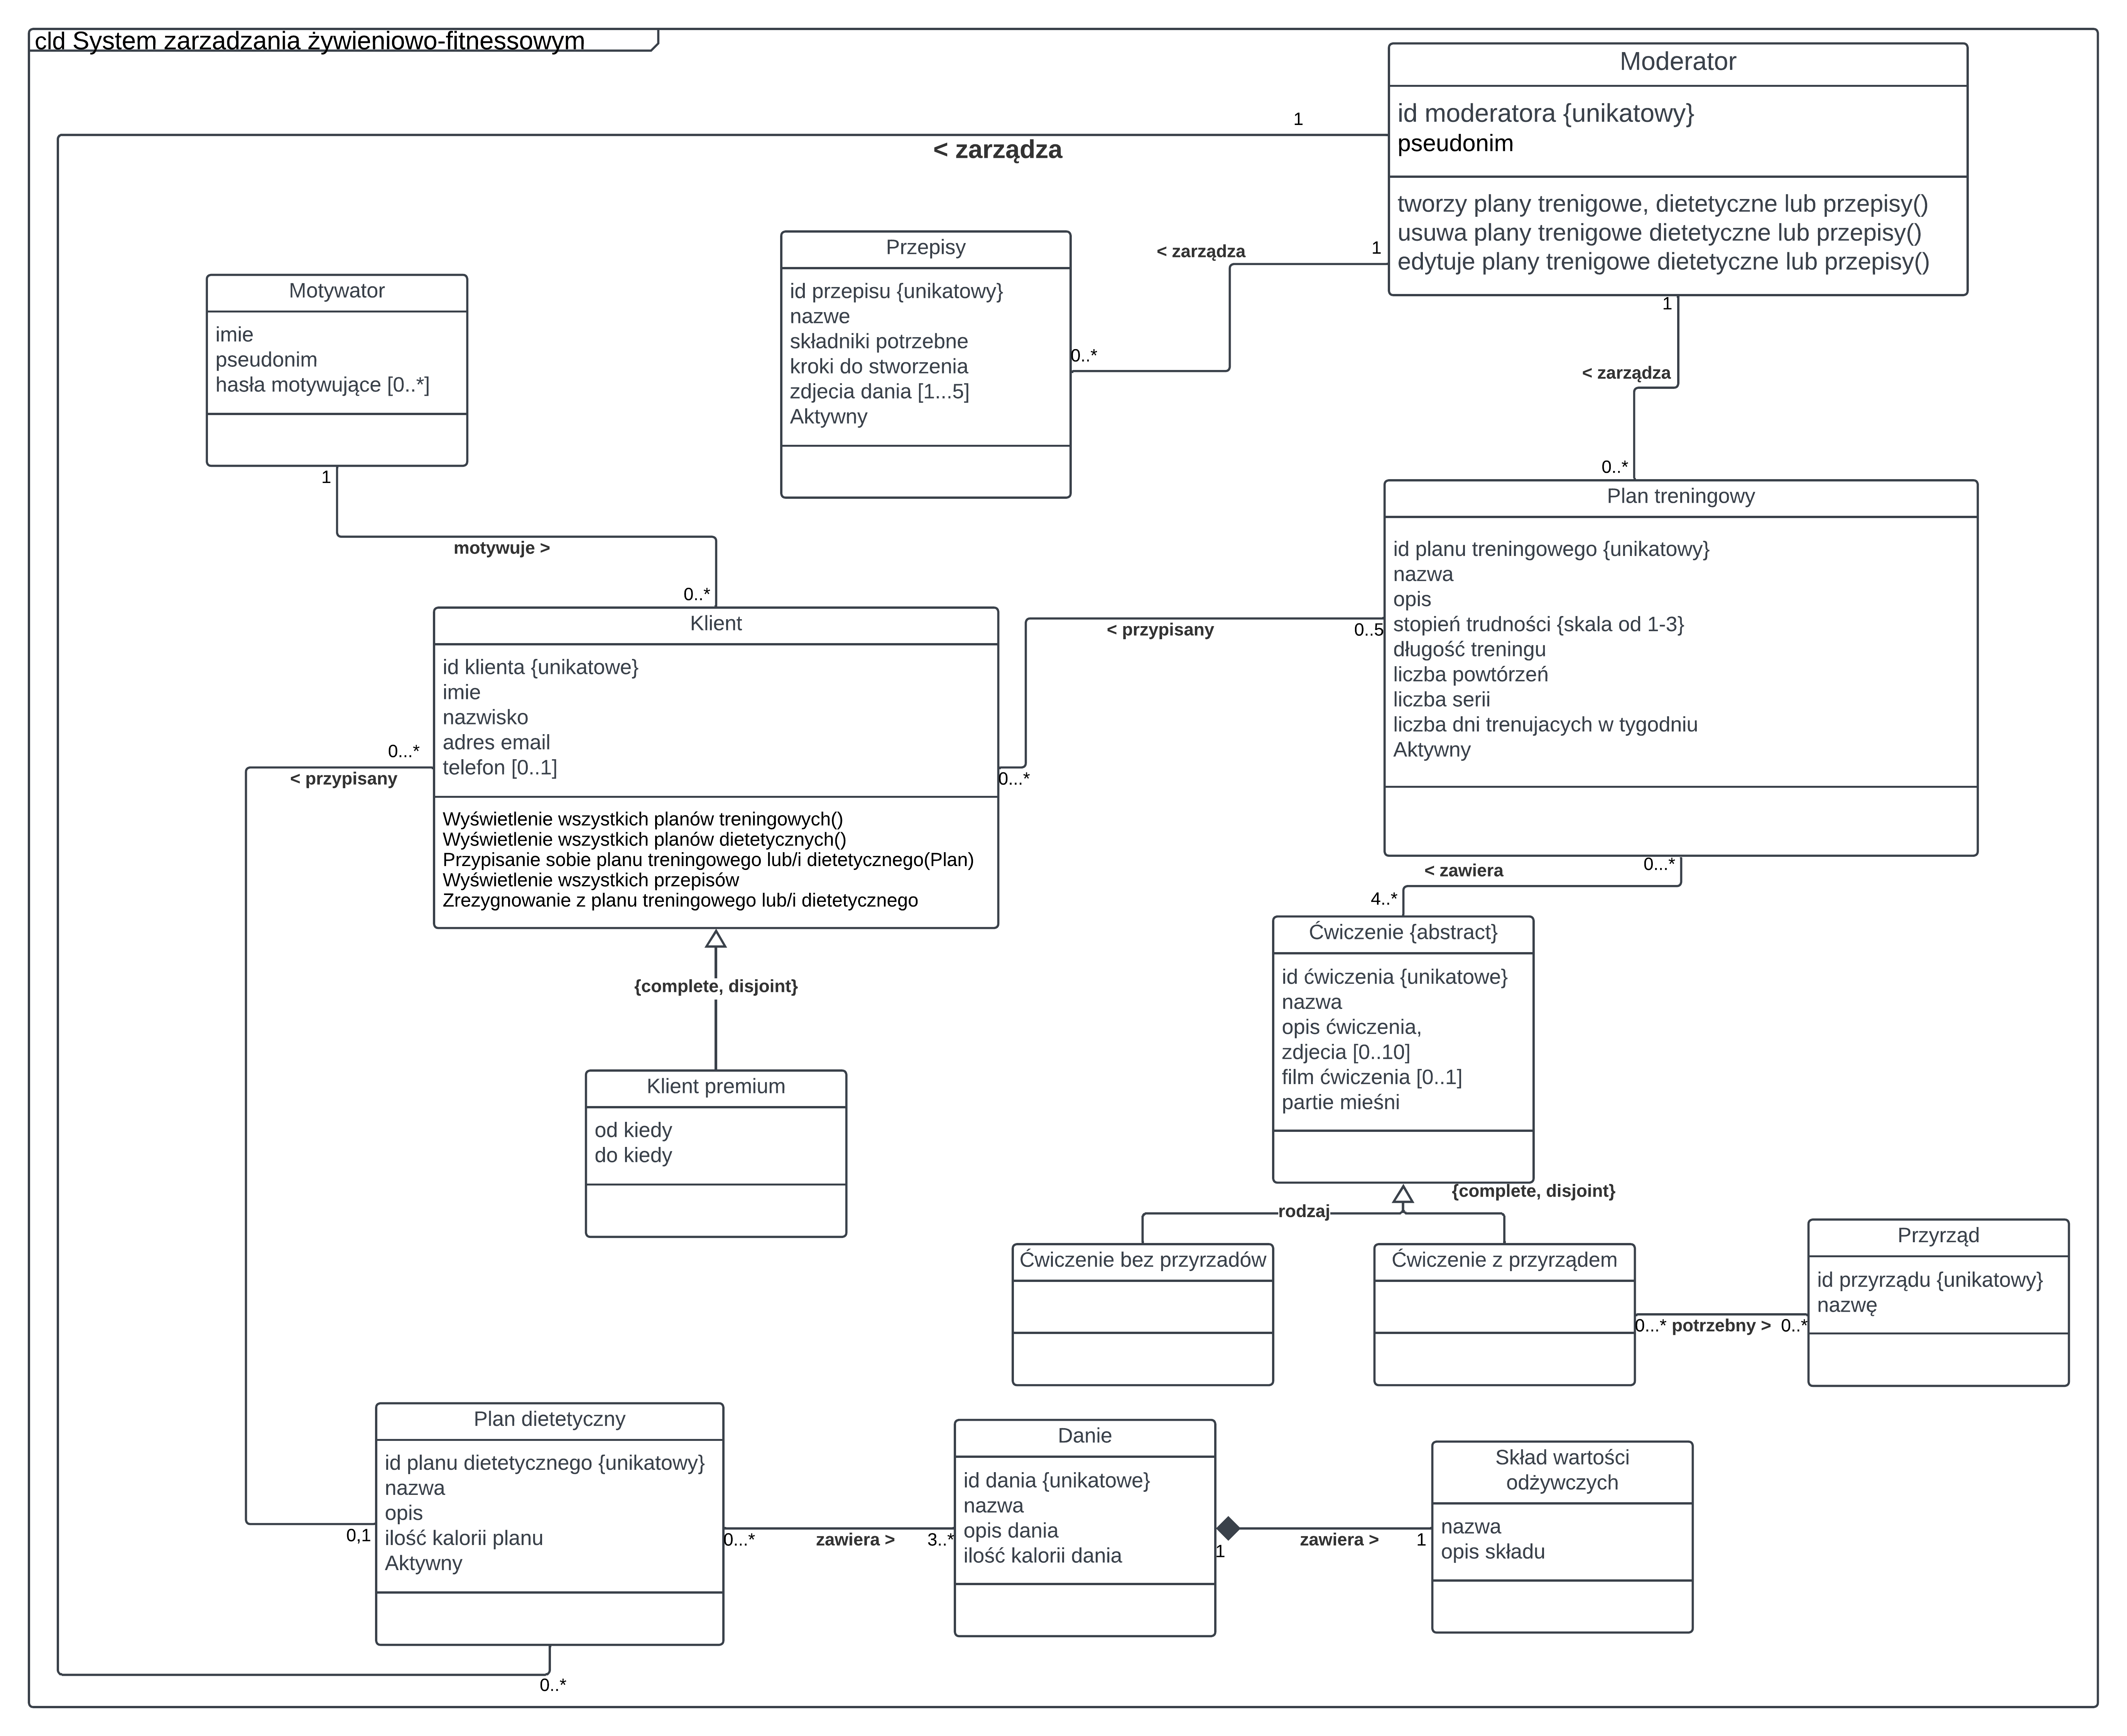 cld System zarzadzania żywieniowo-fitnessowym
Moderator
id moderatora {unikatowy}
pseudonim
tworzy plany trenigowe, dietetyczne lub przepisy()
usuwa plany trenigowe dietetyczne lub przepisy()
edytuje plany trenigowe dietetyczne lub przepisy()
1
< zarządza
1
< zarządza
0..*
1
< zarządza
0..*
Przepisy
id przepisu {unikatowy}
nazwe
składniki potrzebne
kroki do stworzenia
zdjecia dania [1...5]
Aktywny
Motywator
imie
pseudonim
hasła motywujące [0..*]
1
motywuje >
0..*
Plan treningowy
id planu treningowego {unikatowy}
nazwa
opis
stopień trudności {skala od 1-3}
długość treningu
liczba powtórzeń
liczba serii
liczba dni trenujacych w tygodniu
Aktywny
Klient
id klienta {unikatowe}
imie
nazwisko
adres email
telefon [0..1]
Wyświetlenie wszystkich planów treningowych()
Wyświetlenie wszystkich planów dietetycznych()
Przypisanie sobie planu treningowego lub/i dietetycznego(Plan)
Wyświetlenie wszystkich przepisów
Zrezygnowanie z planu treningowego lub/i dietetycznego
< przypisany
0..5
0...*
0...*
< przypisany
0...*
< zawiera
4..*
Ćwiczenie {abstract}
id ćwiczenia {unikatowe}
nazwa
opis ćwiczenia,
zdjecia [0..10]
film ćwiczenia [0..1]
partie mieśni
{complete, disjoint}
Klient premium
od kiedy
do kiedy
{complete, disjoint}
rodzaj
Ćwiczenie bez przyrzadów
Ćwiczenie z przyrządem
Przyrząd
id przyrządu {unikatowy}
nazwę
0...* potrzebny > 0..*
Plan dietetyczny
id planu dietetycznego {unikatowy}
nazwa
opis
ilość kalorii planu
Aktywny
0,1
0...*
zawiera >
3..*
Danie
id dania {unikatowe}
nazwa
opis dania
ilość kalorii dania
1
zawiera >
1
Skład wartości
odżywczych
nazwa
opis składu
0..*